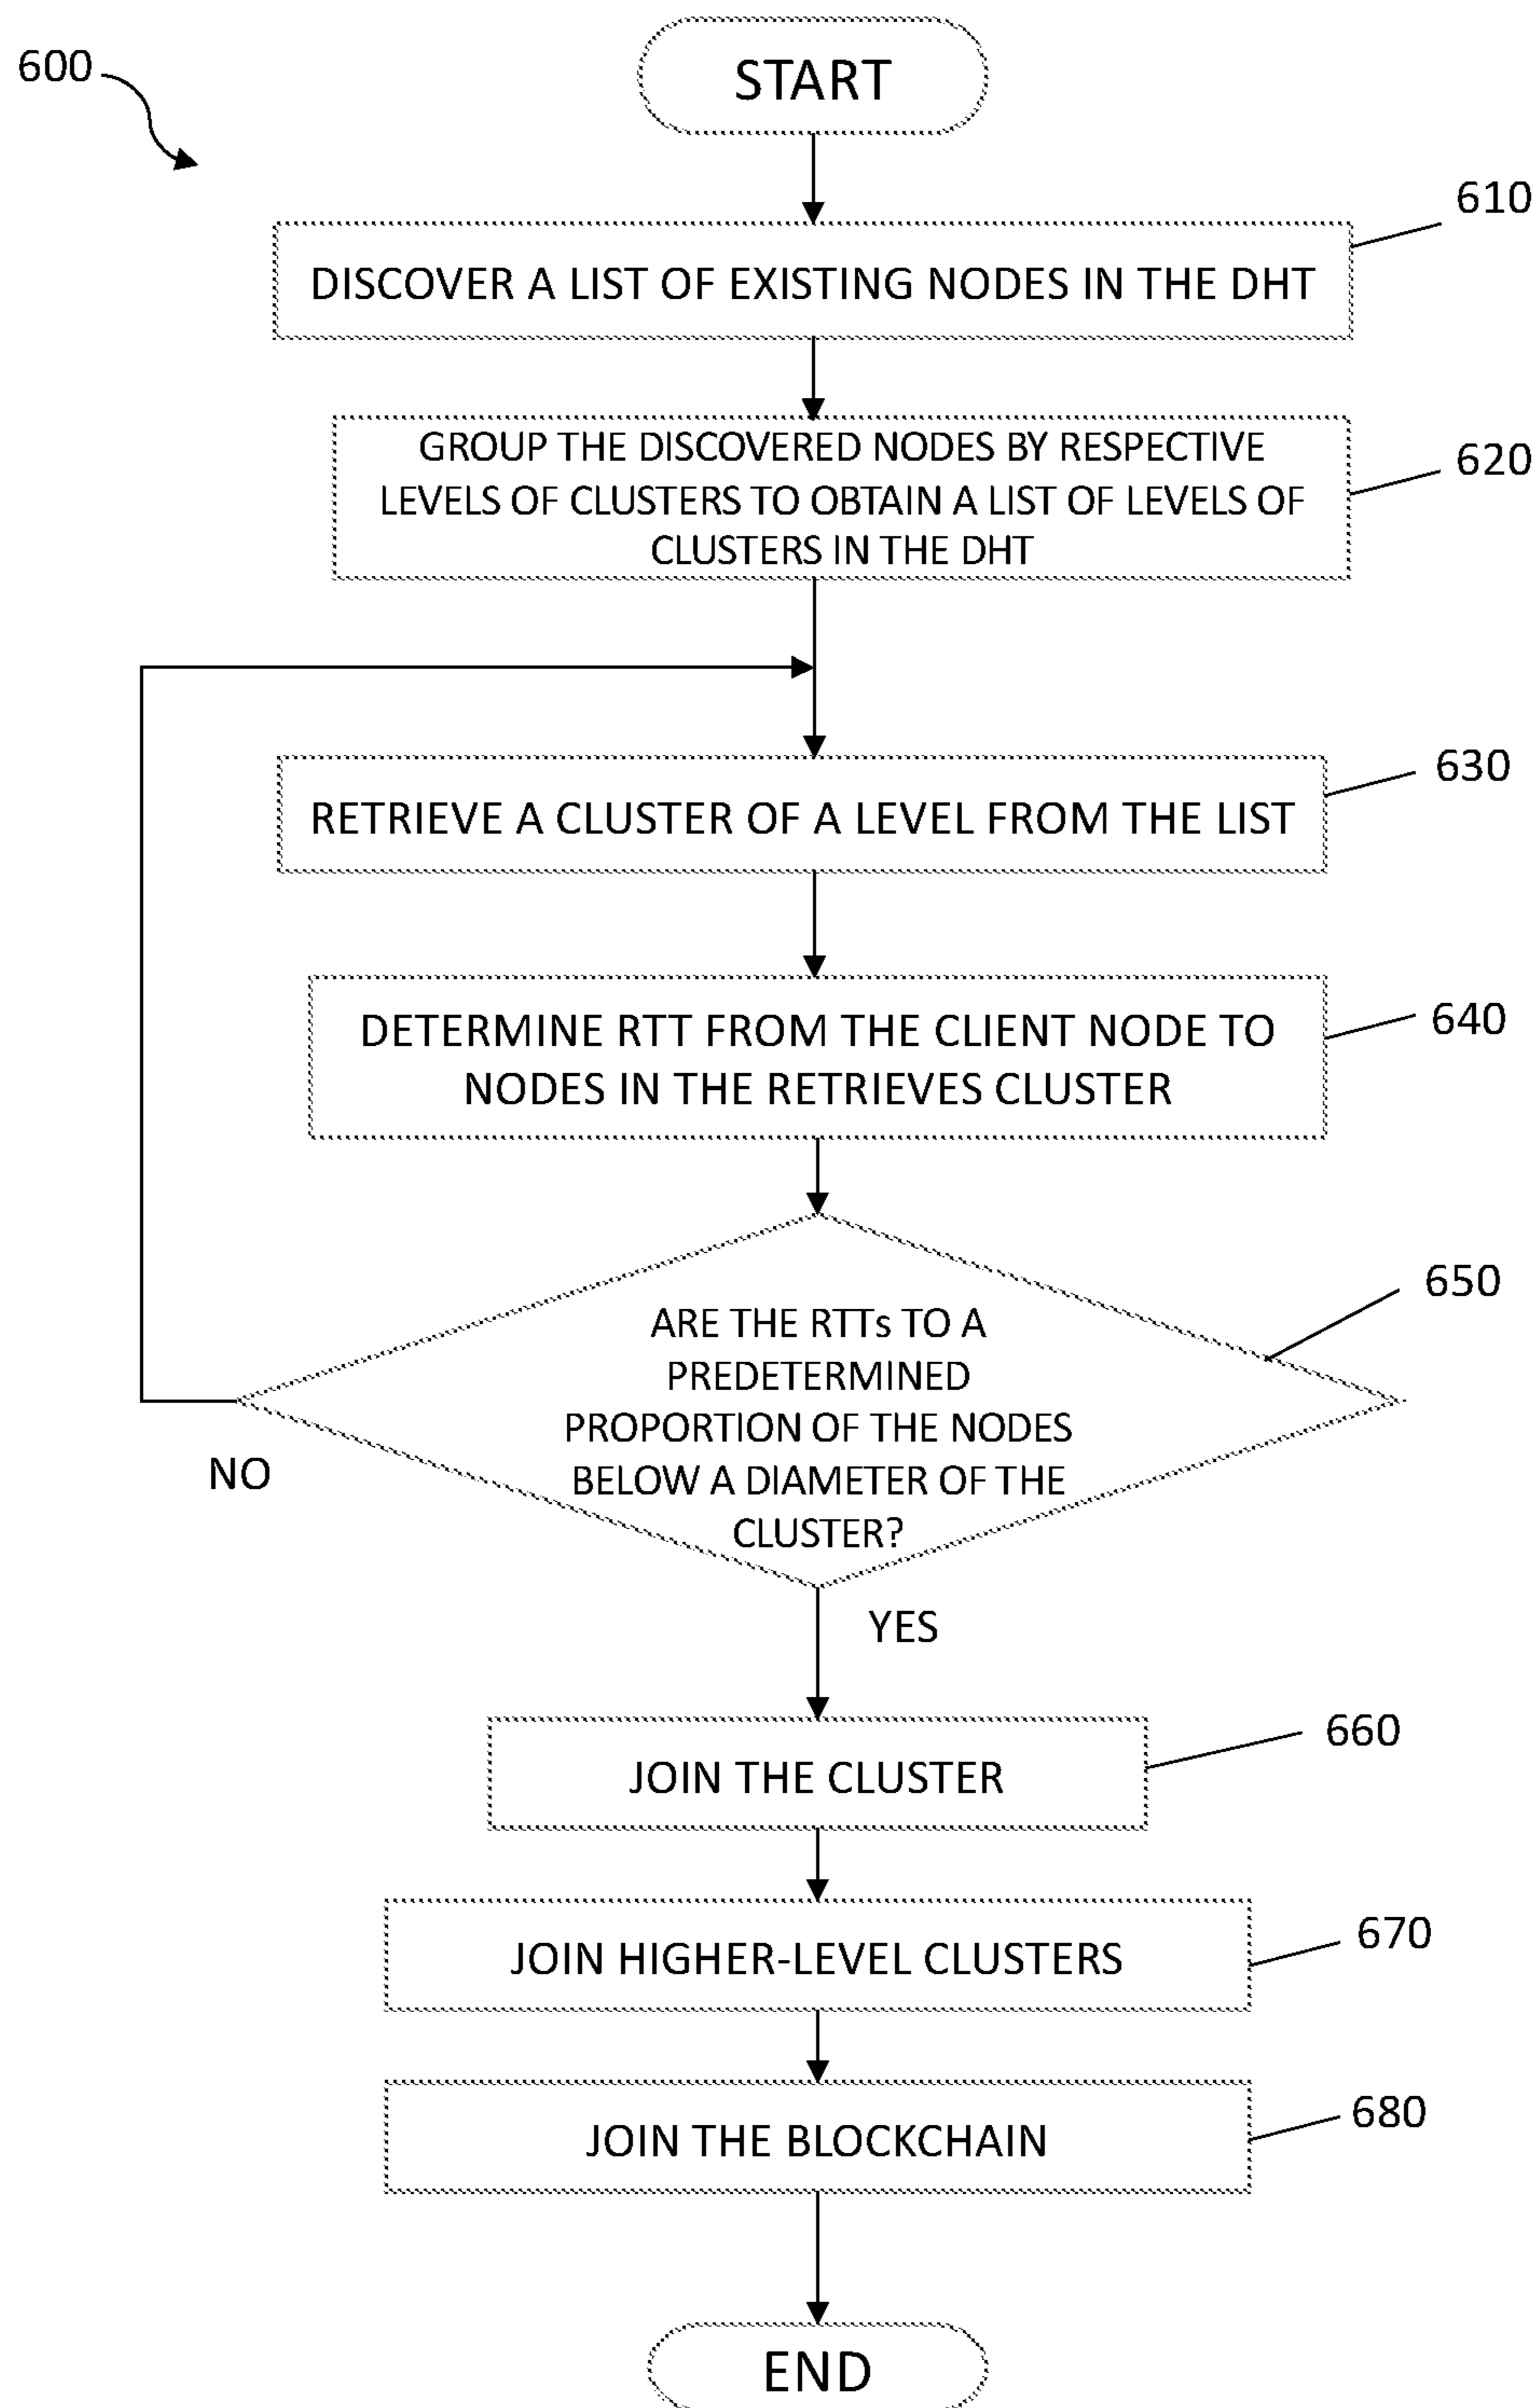 600
START
610
DISCOVER A LIST OF EXISTING NODES IN THE DHT
620
GROUP THE DISCOVERED NODES BY RESPECTIVE
LEVELS OF CLUSTERS TO OBTAIN A LIST OF LEVELS OF
CLUSTERS IN THE DHT
630
RETRIEVE A CLUSTER OF A LEVEL FROM THE LIST
640
DETERMINE RTT FROM THE CLIENT NODE TO
NODES IN THE RETRIEVES CLUSTER
650
ARE THE RTTs TO A
PREDETERMINED
PROPORTION OF THE NODES
BELOW A DIAMETER OF THE
CLUSTER?
NO
YES
660
JOIN THE CLUSTER
670
JOIN HIGHER-LEVEL CLUSTERS
680
JOIN THE BLOCKCHAIN
END